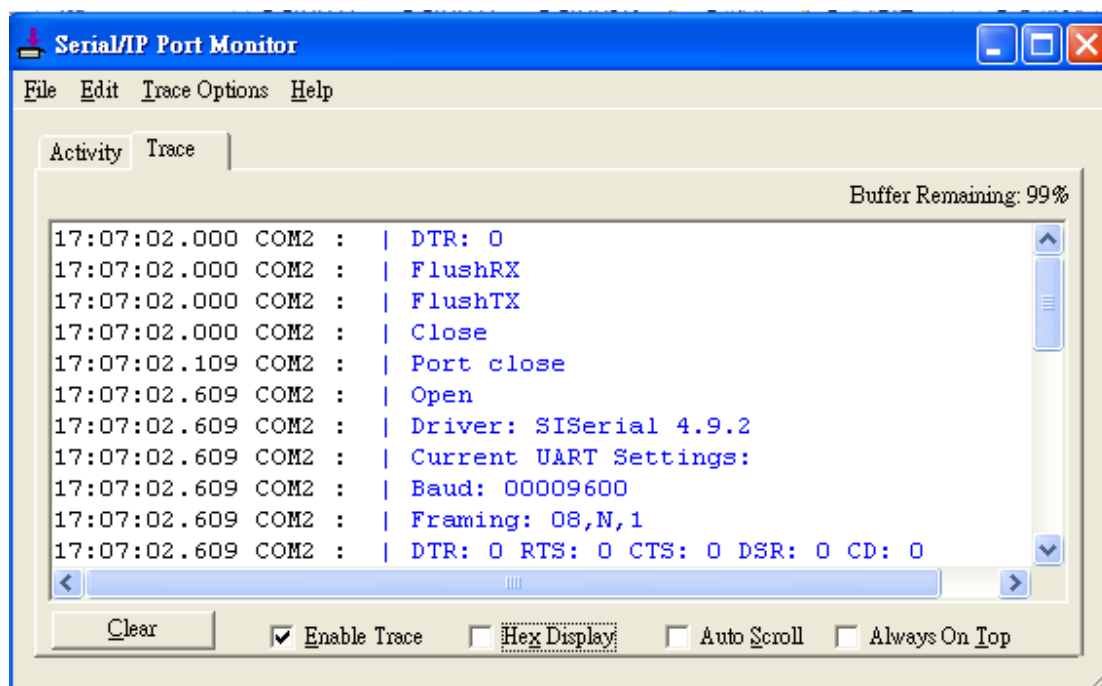 Serial/IP Port Monitor
File Edit Trace Options Help
Activity Trace
Buffer Remaining: 99%
17:07:02.000 COM2 : | DTR: 0
17:07:02.000 COM2 : | FlushRX
17:07:02.000 COM2 : | FlushTX
17:07:02.000 COM2 : | Close
17:07:02.109 COM2 : | Port close
17:07:02.609 COM2 : | Open
17:07:02.609 COM2 : | Driver: SISerial 4.9.2
17:07:02.609 COM2 : | Current UART Settings:
17:07:02.609 COM2 : | Baud: 00009600
17:07:02.609 COM2 : | Framing: 08,N,1
17:07:02.609 COM2 : | DTR: 0 RTS: 0 CTS: 0 DSR: 0 CD: 0
Clear Enable Trace Hex Display Auto Scroll Always On Top